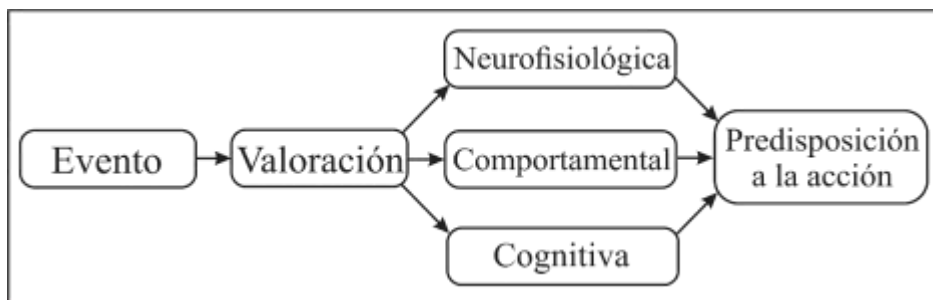 Evento
Valoración
Neurofisiológica
Comportamental
Cognitiva
Predisposición
a la acción